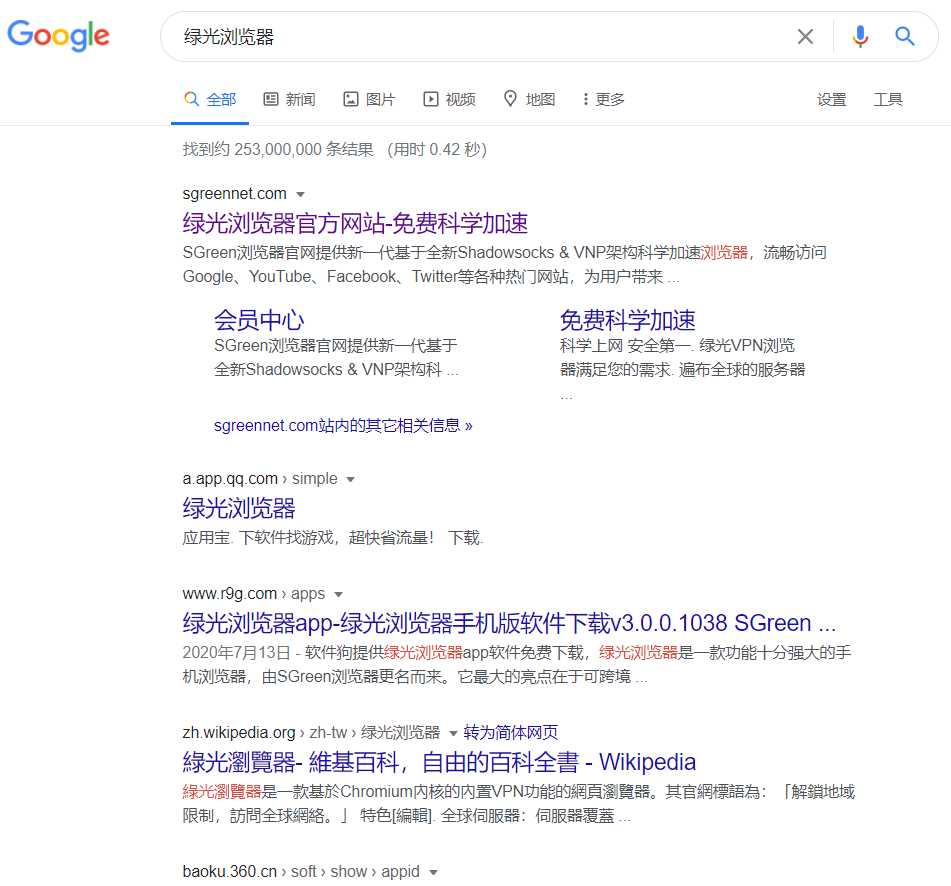 Google
绿光浏览器
全部 新闻 图片 视频 地图 更多 设置 工具
找到约 253,000,000 条结果 （用时 0.42 秒）
sgreennet.com
绿光浏览器官方网站-免费科学加速
SGreen浏览器官网提供新一代基于全新Shadowsocks & VNP架构科学加速浏览器，流畅访问
Google、YouTube、Facebook、Twitter等各种热门网站，为用户带来 ...
会员中心
SGreen浏览器官网提供新一代基于
全新Shadowsocks & VNP架构科 ...
免费科学加速
科学上网 安全第一. 绿光VPN浏览
器满足您的需求. 遍布全球的服务器
...
sgreennet.com站内的其它相关信息 »
a.app.qq.com › simple
绿光浏览器
应用宝. 下软件找游戏，超快省流量！ 下载.
www.r9g.com › apps
绿光浏览器app-绿光浏览器手机版软件下载v3.0.0.1038 SGreen ...
2020年7月13日 - 软件狗提供绿光浏览器app软件免费下载，绿光浏览器是一款功能十分强大的手
机浏览器，由SGreen浏览器更名而来。它最大的亮点在于可跨境 ...
zh.wikipedia.org › zh-tw › 绿光浏览器 转为简体网页
綠光瀏覽器- 維基百科，自由的百科全書 - Wikipedia
綠光瀏覽器是一款基於Chromium內核的內置VPN功能的網頁瀏覽器。其官網標語為：「解鎖地域
限制，訪問全球網絡。」 特色[編輯]. 全球伺服器：伺服器覆蓋 ...
baoku.360.cn › soft › show › appid